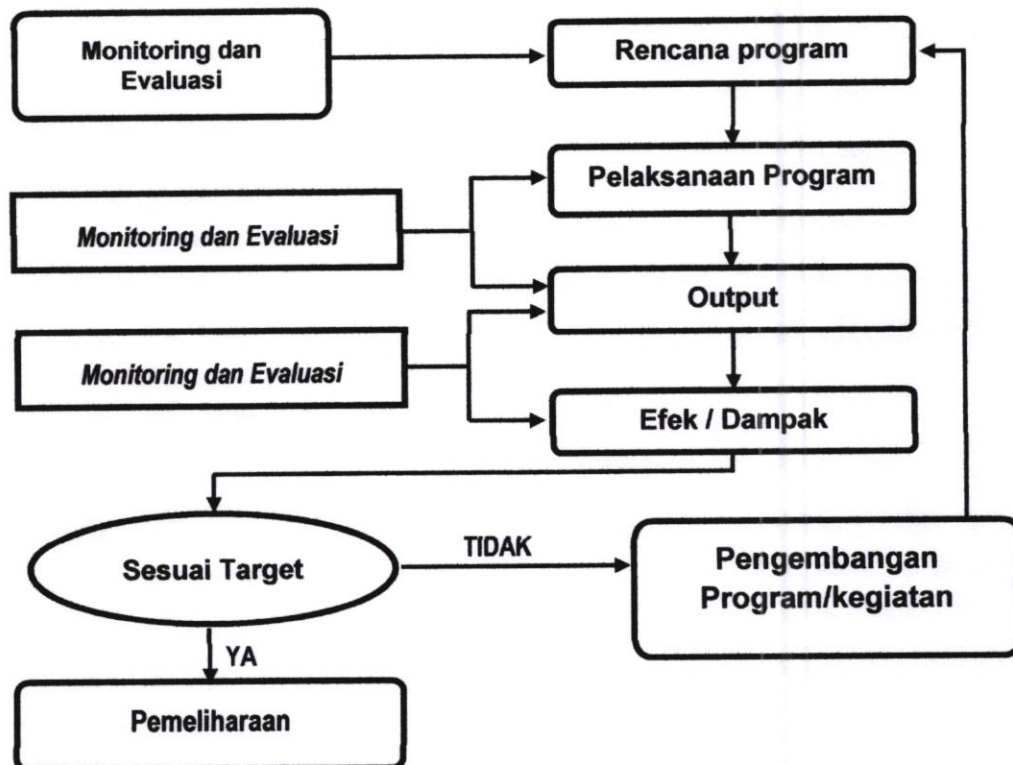 Monitoring dan
Evaluasi
Rencana program
Pelaksanaan Program
Monitoring dan Evaluasi
Output
Monitoring dan Evaluasi
Efek / Dampak
Sesuai Target
TIDAK
Pengembangan
Program/kegiatan
YA
Pemeliharaan